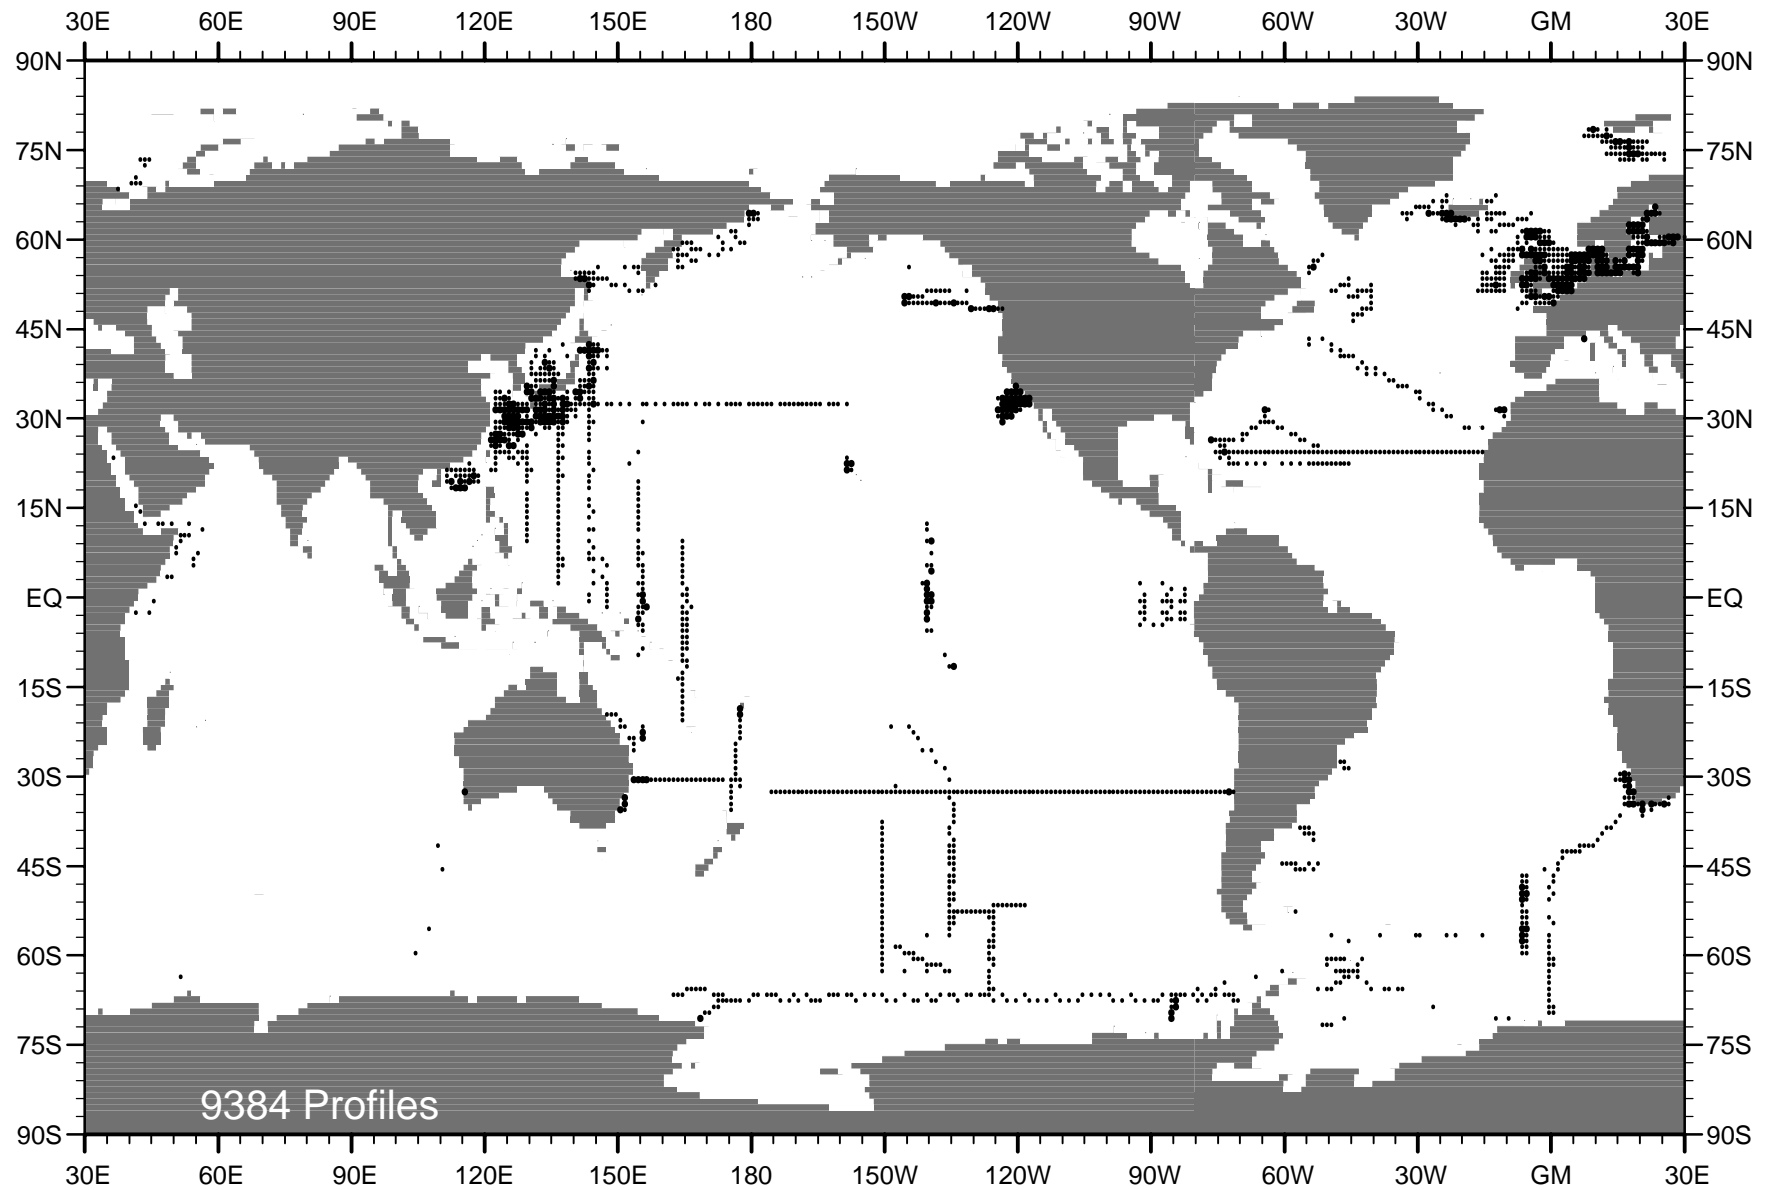 30E 60E 90E 120E 150E 180 150W 120W 90W 60W 30W GM 30E
90N 90N
75N 75N
60N 60N
45N 45N
30N 30N
15N 15N
EQ EQ
15S 15S
30S 30S
45S 45S
60S 60S
75S 75S
9384 Profiles
90S 90S
30E 60E 90E 120E 150E 180 150W 120W 90W 60W 30W GM 30E